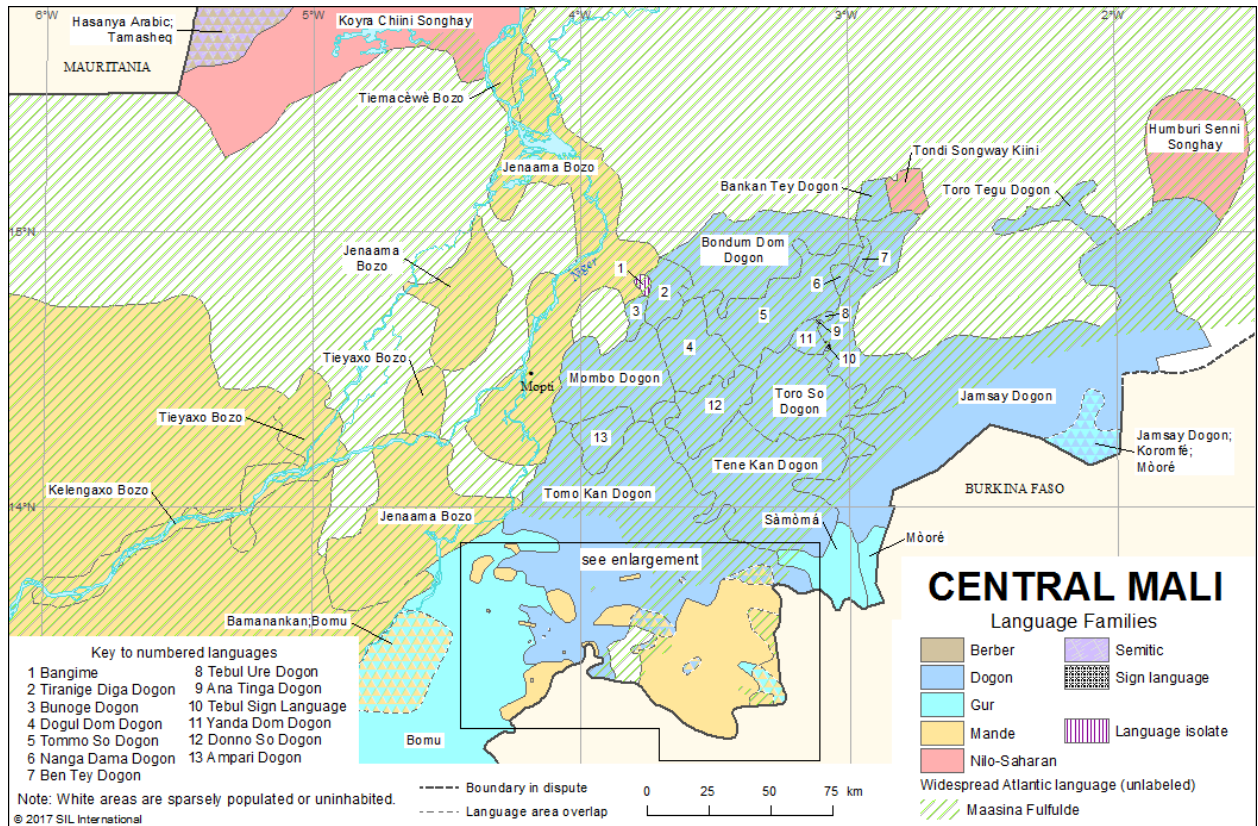 6°W
5°W
4°W
3°W
2°W
Hasanya Arabic;
Tamasheq
MAURITANIA
Koyra Chiini Songhay
Tiemacèwè Bozo
Jenaama Bozo
Humburi Senni
Songhay
Tondi Songway Kiini
Bankan Tey Dogon
Toro Tegu Dogon
15°N
Jenaama
Bozo
Niger
Bondum Dom
Dogon
1
2
3
4
5
6
7
8
9
10
11
12
13
Tieyaxo Bozo
Mopti
Mombo Dogon
Toro So
Dogon
Jamsay Dogon
Tieyaxo Bozo
Jamsay Dogon;
Koromfé;
Mòoré
Tene Kan Dogon
Kelengaxo Bozo
Tomo Kan Dogon
BURKINA FASO
14°N
Jenaama Bozo
Sàmòmá
Mòoré
see enlargement
Bamanankan;Bomu
Bomu
Key to numbered languages
1 Bangime
2 Tiranige Diga Dogon
3 Bunoge Dogon
4 Dogul Dom Dogon
5 Tommo So Dogon
6 Nanga Dama Dogon
7 Ben Tey Dogon
8 Tebul Ure Dogon
9 Ana Tinga Dogon
10 Tebul Sign Language
11 Yanda Dom Dogon
12 Donno So Dogon
13 Ampari Dogon
Note: White areas are sparsely populated or uninhabited.
© 2017 SIL International
Boundary in dispute
Language area overlap
0 25 50 75 km
CENTRAL MALI
Language Families
Berber
Dogon
Gur
Mande
Nilo-Saharan
Semitic
Sign language
Language isolate
Widespread Atlantic language (unlabeled)
Maasina Fulfulde